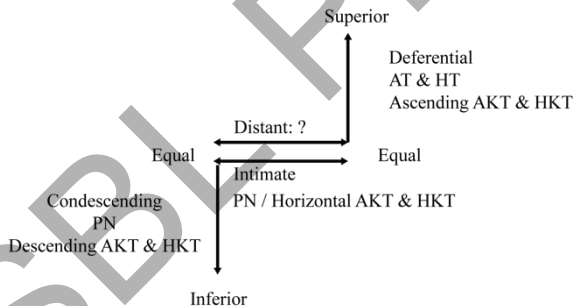 Superior
Deferential
AT & HT
Ascending AKT & HKT
Distant: ?
Equal
Equal
Intimate
PN / Horizontal AKT & HKT
Condescending
PN
Descending AKT & HKT
Inferior
SBL P